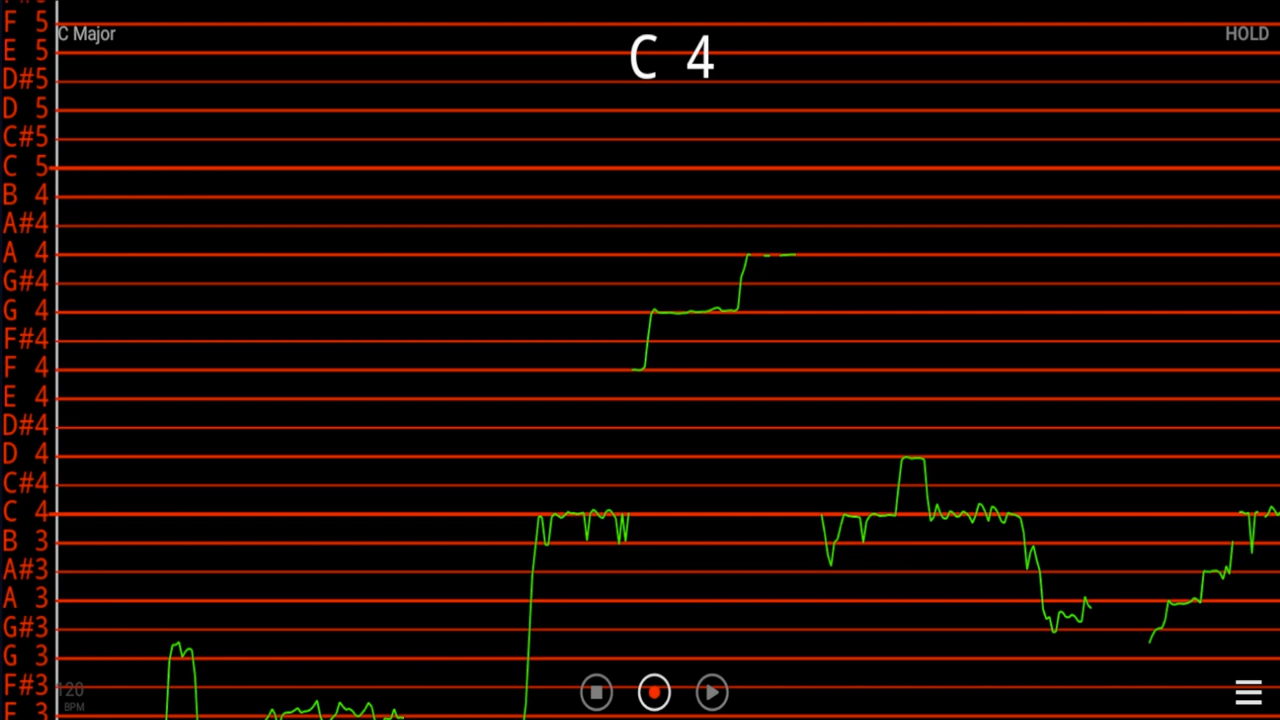 F 5
C Major
HOLD
E 5
C 4
D#5
D 5
C#5
C 5
B 4
A#4
A 4
G#4
G 4
F#4
F 4
E 4
D#4
D 4
C#4
C 4
B 3
A#3
A 3
G#3
G 3
F#3
120
BPM
E 3